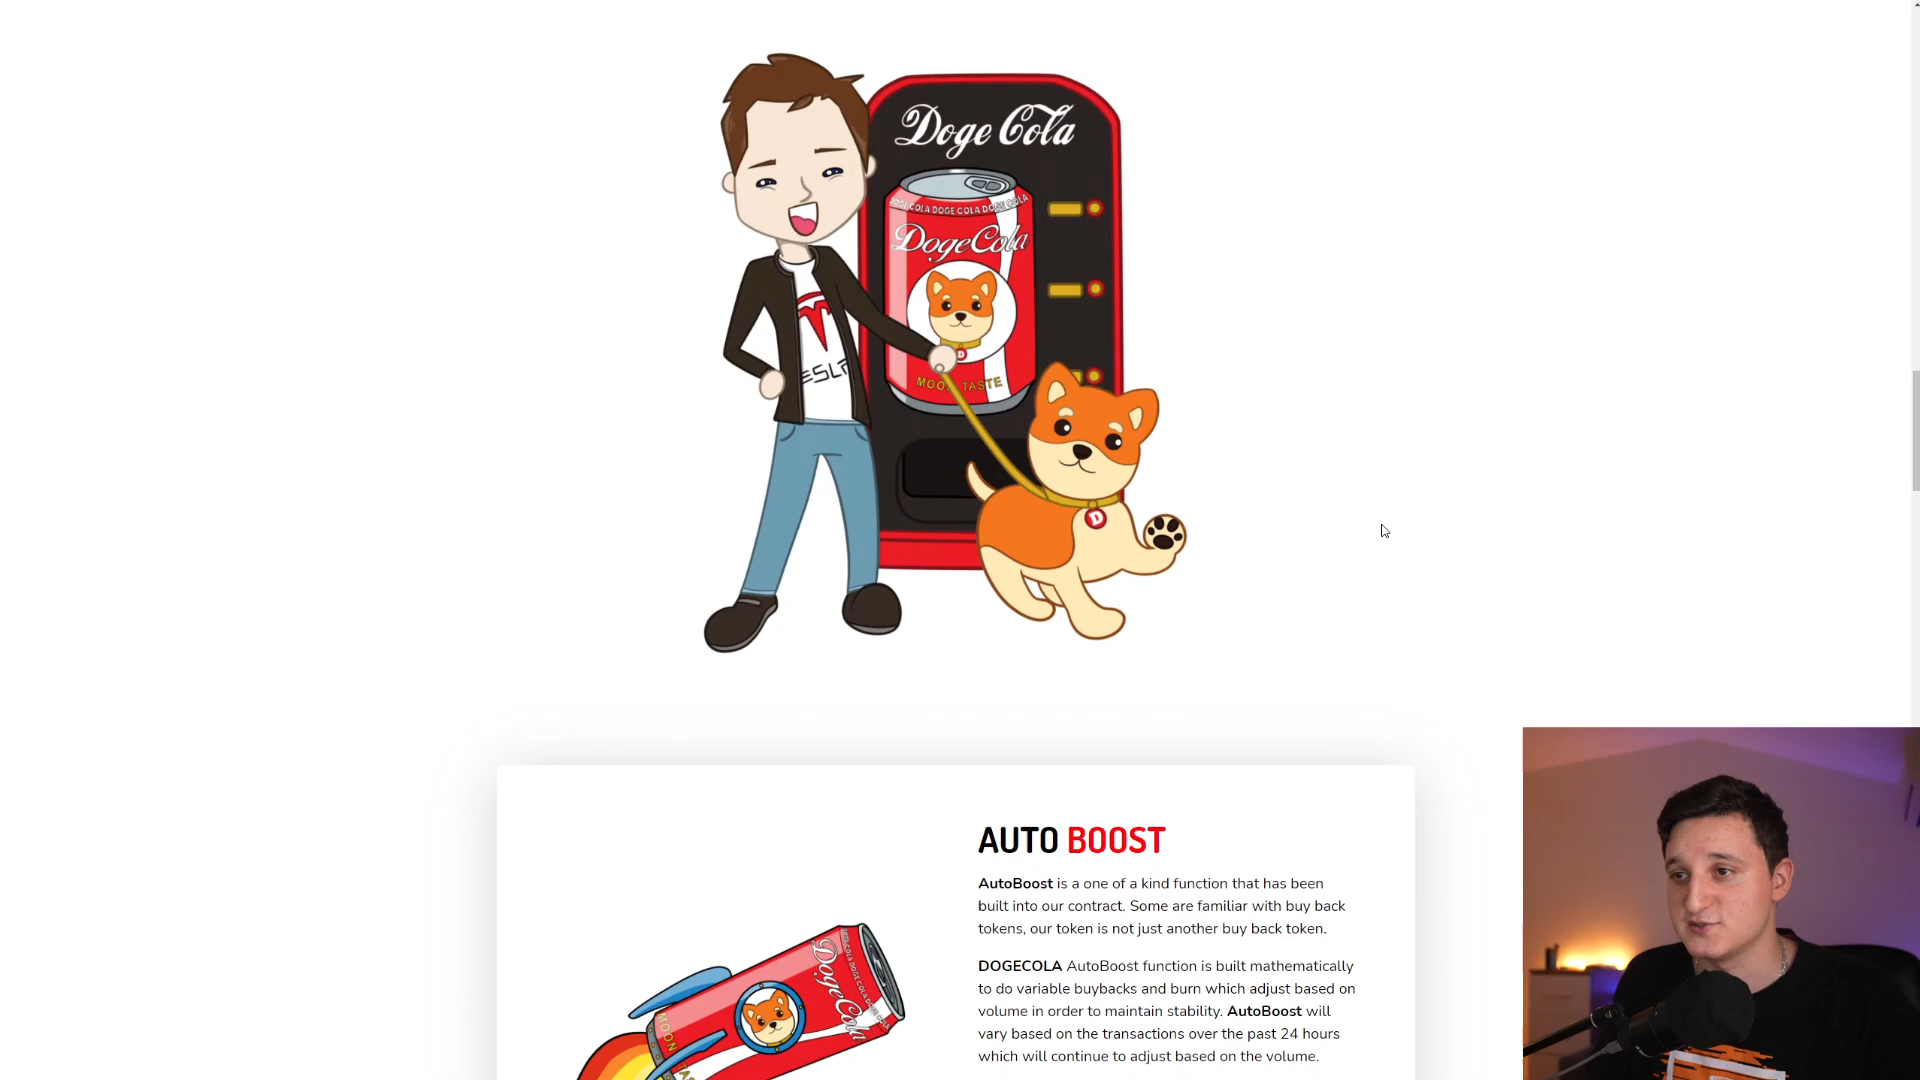 Doge Cola
DOGE COLA DOGE COLA DOGE COLA
DogeCola
D
MOON TASTE
ESLA
D
AUTO BOOST
AutoBoost is a one of a kind function that has been
built into our contract. Some are familiar with buy back
tokens, our token is not just another buy back token.
DOGECOLA AutoBoost function is built mathematically
to do variable buybacks and burn which adjust based on
volume in order to maintain stability. AutoBoost will
vary based on the transactions over the past 24 hours
which will continue to adjust based on the volume.
DogeCola
MOON